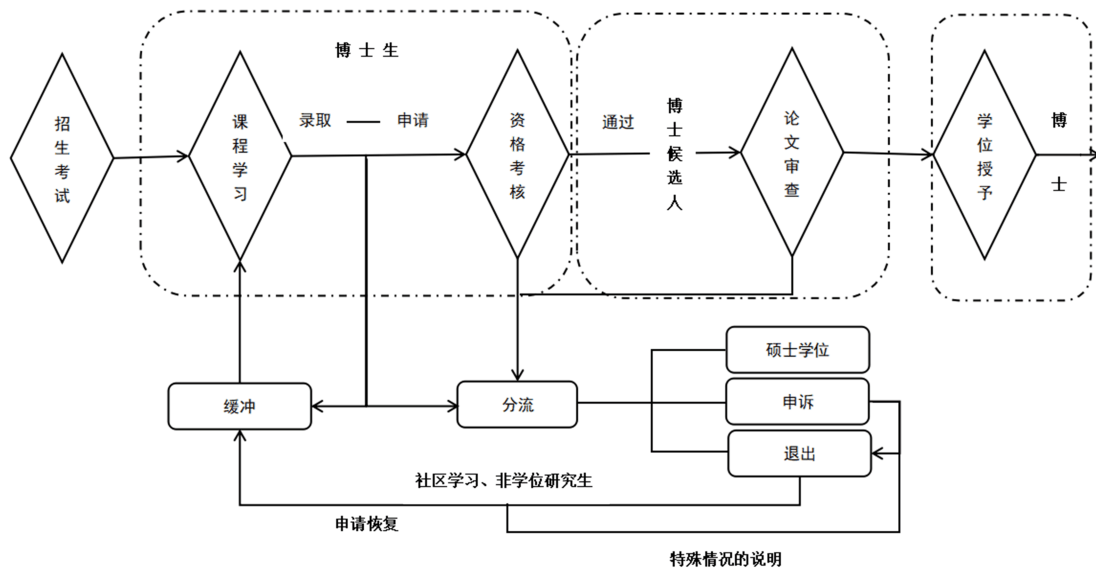 博 士 生
招生考试
课程学习
录取 — 申请
资格考核
通过
博士候选人
论文审查
学位授予
博
士
缓冲
分流
硕士学位
申诉
退出
社区学习、非学位研究生
申请恢复
特殊情况的说明